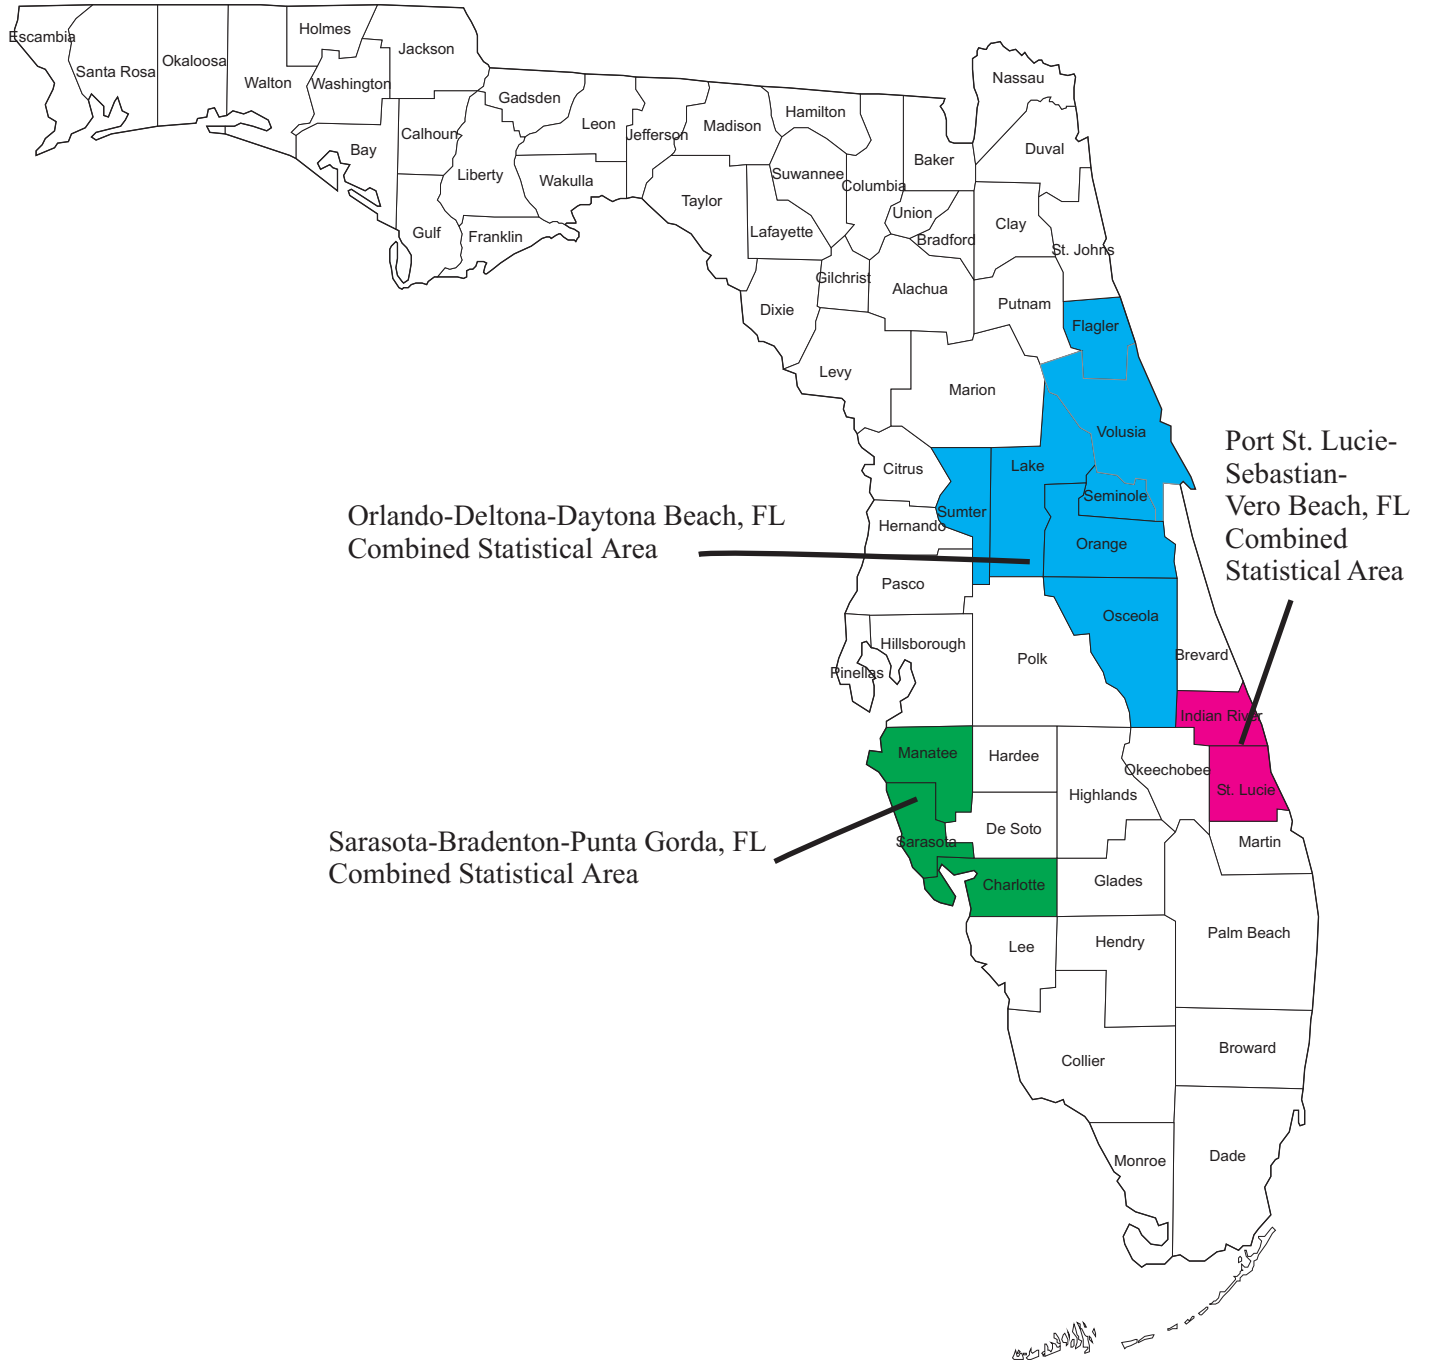 Escambia
Santa Rosa
Okaloosa
Walton
Holmes
Washington
Jackson
Bay
Calhoun
Gulf
Liberty
Franklin
Gadsden
Leon
Wakulla
Jefferson
Madison
Taylor
Hamilton
Suwannee
Lafayette
Dixie
Columbia
Gilchrist
Levy
Baker
Union
Bradford
Alachua
Nassau
Duval
Clay
St. Johns
Putnam
Flagler
Marion
Volusia
Citrus
Lake
Sumter
Seminole
Hernando
Orange
Pasco
Osceola
Hillsborough
Pinellas
Polk
Brevard
Indian River
Manatee
Hardee
Okeechobee
Highlands
St. Lucie
De Soto
Sarasota
Martin
Charlotte
Glades
Lee
Hendry
Palm Beach
Collier
Broward
Monroe
Dade
Orlando-Deltona-Daytona Beach, FL
Combined Statistical Area
Port St. Lucie-
Sebastian-
Vero Beach, FL
Combined
Statistical Area
Sarasota-Bradenton-Punta Gorda, FL
Combined Statistical Area